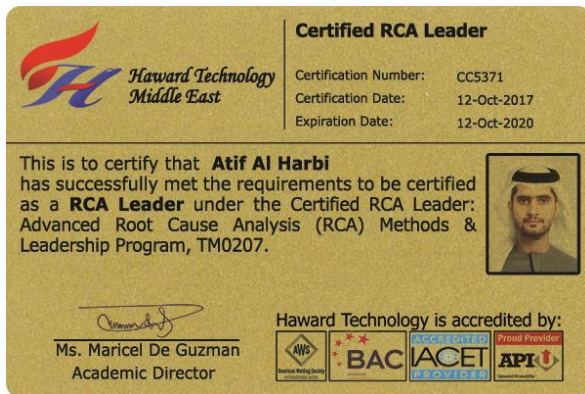 Haward Technology
Middle East
Certified RCA Leader
Certification Number: CC5371
Certification Date: 12-Oct-2017
Expiration Date: 12-Oct-2020
This is to certify that Atif Al Harbi
has successfully met the requirements to be certified
as a RCA Leader under the Certified RCA Leader:
Advanced Root Cause Analysis (RCA) Methods &
Leadership Program, TM0207.
Ms. Maricel De Guzman
Academic Director
Haward Technology is accredited by:
AWS
American Welding Society
BAC
ACCREDITED
IACET
PROVIDER
Proud Provider
API